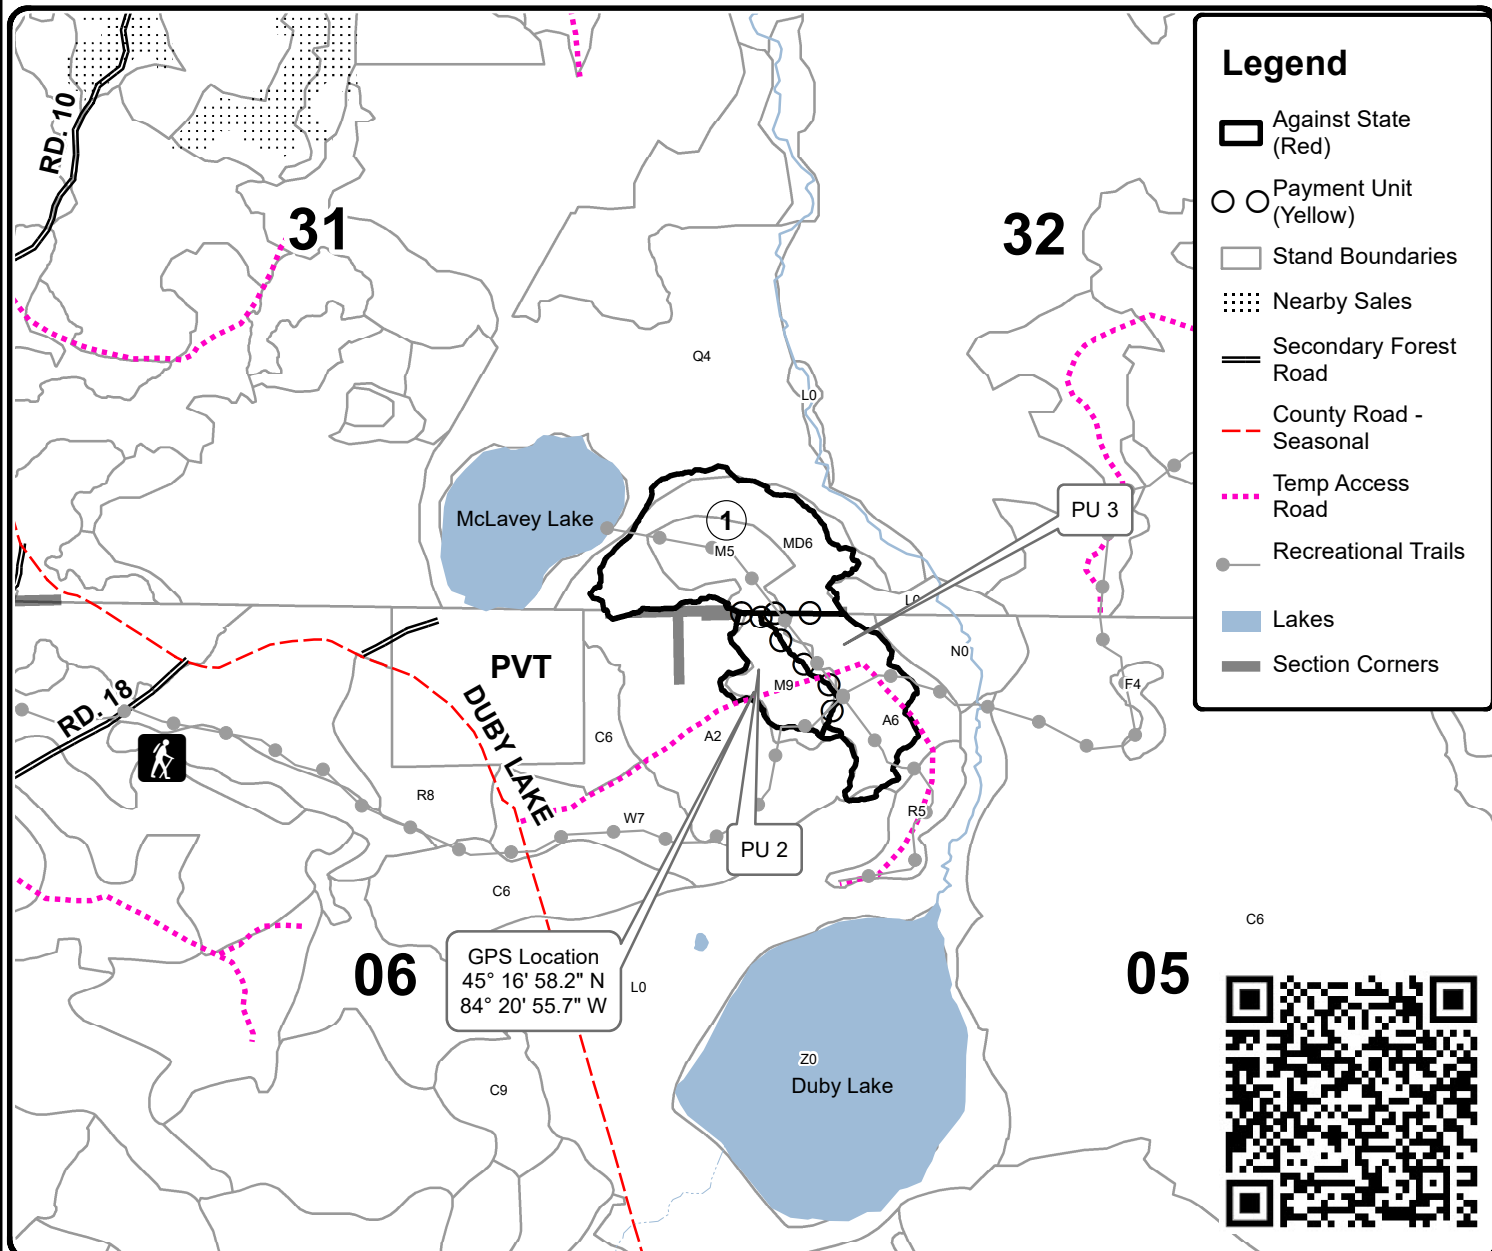 Legend
Against State
(Red)
Payment Unit
(Yellow)
Stand Boundaries
Nearby Sales
Secondary Forest
Road
County Road -
Seasonal
Temp Access
Road
Recreational Trails
Lakes
Section Corners
RD. 10
31
32
Q4
L0
PU 3
McLavey Lake
1
M5
MD6
L0
N0
PVT
M9
F4
RD. 18
DUBY LAKE
C6
A2
A6
R8
W7
R5
PU 2
C6
C6
GPS Location
45° 16' 58.2" N
84° 20' 55.7" W
06
L0
05
Z0
Duby Lake
C9